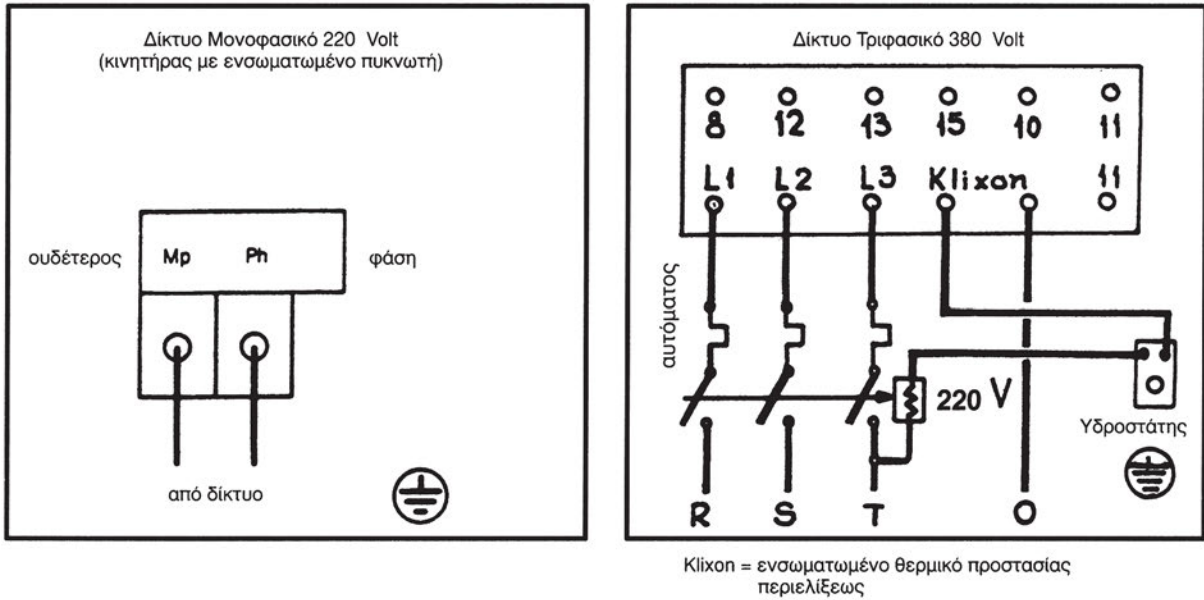 Δίκτυο Μονοφασικό 220 Volt
(κινητήρας με ενσωματωμένο πυκνωτή)
ουδέτερος
Mp Ph
φάση
από δίκτυο
Δίκτυο Τριφασικό 380 Volt
8 12 13 15 10 11
L1 L2 L3 Klixon 11
αυτόματος
220 V
Υδροστάτης
R S T O
Klixon = ενσωματωμένο θερμικό προστασίας
περιελίξεως